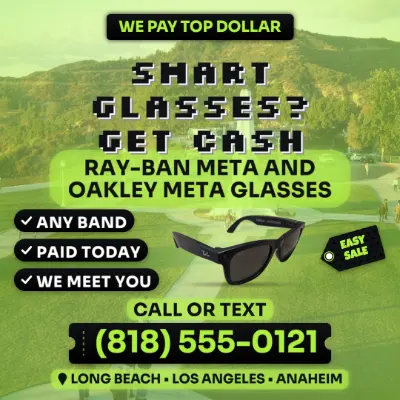 WE PAY TOP DOLLAR
SMART
GLASSES?
GET CASH
RAY-BAN META AND
OAKLEY META GLASSES
ANY BAND
PAID TODAY
WE MEET YOU
EASY
SALE
CALL OR TEXT
(818) 555-0121
LONG BEACH • LOS ANGELES • ANAHEIM